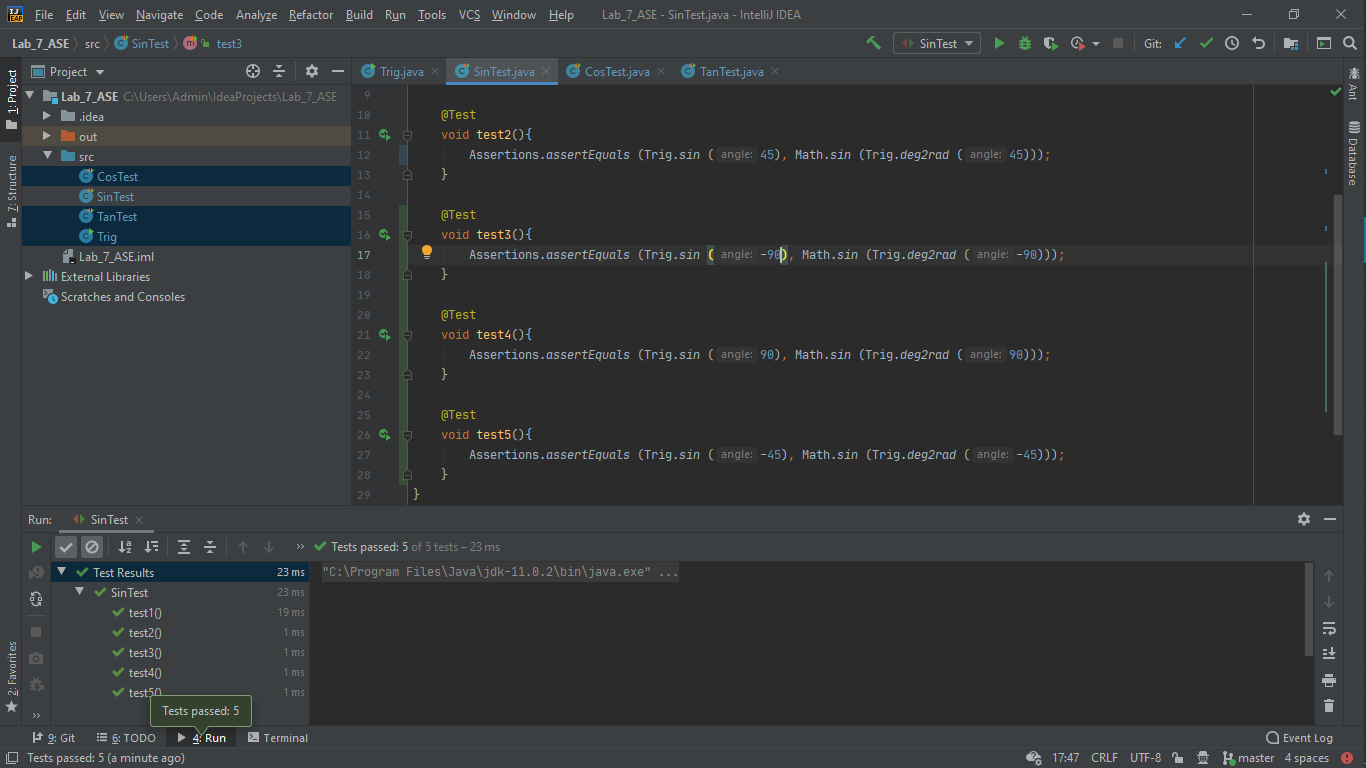 File Edit View Navigate Code Analyze Refactor Build Run Tools VCS Window Help Lab_7_ASE - SinTest.java - IntelliJ IDEA
Lab_7_ASE src SinTest test3 SinTest Git:
1: Project
7: Structure
2: Favorites
Project
Lab_7_ASE C:\Users\Admin\IdeaProjects\Lab_7_ASE
.idea
out
src
CosTest
SinTest
TanTest
Trig
Lab_7_ASE.iml
External Libraries
Scratches and Consoles
Trig.java SinTest.java CosTest.java TanTest.java
9
10 @Test
11 void test2(){
12 Assertions.assertEquals (Trig.sin ( angle: 45), Math.sin (Trig.deg2rad ( angle: 45)));
13 }
14
15 @Test
16 void test3(){
17 Assertions.assertEquals (Trig.sin ( angle: -90), Math.sin (Trig.deg2rad ( angle: -90)));
18 }
19
20 @Test
21 void test4(){
22 Assertions.assertEquals (Trig.sin ( angle: 90), Math.sin (Trig.deg2rad ( angle: 90)));
23 }
24
25 @Test
26 void test5(){
27 Assertions.assertEquals (Trig.sin ( angle: -45), Math.sin (Trig.deg2rad ( angle: -45)));
28 }
29 }
Ant
Database
Run: SinTest
Tests passed: 5 of 5 tests – 23 ms
Test Results 23 ms
SinTest 23 ms
test1() 19 ms
test2() 1 ms
test3() 1 ms
test4() 1 ms
test5() 1 ms
"C:\Program Files\Java\jdk-11.0.2\bin\java.exe" ...
Tests passed: 5
9: Git 6: TODO 4: Run Terminal Event Log
Tests passed: 5 (a minute ago) 17:47 CRLF UTF-8 master 4 spaces